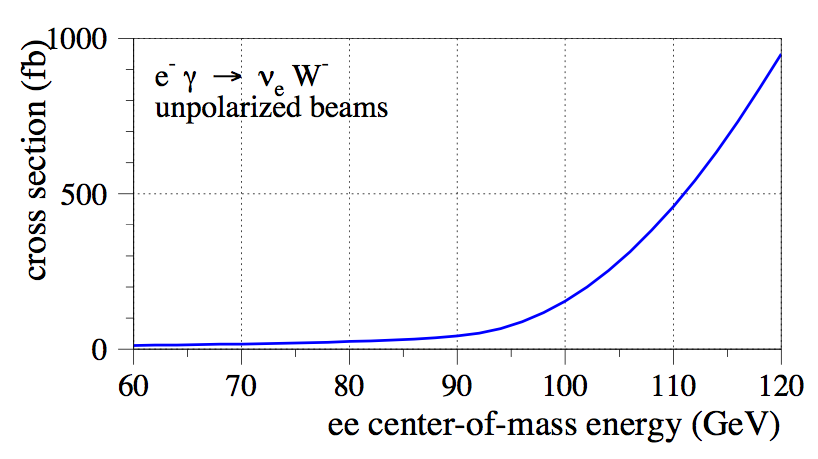 1000
500
0
cross section (fb)
e⁻ γ → νₑ W⁻
unpolarized beams
60 70 80 90 100 110 120
ee center-of-mass energy (GeV)